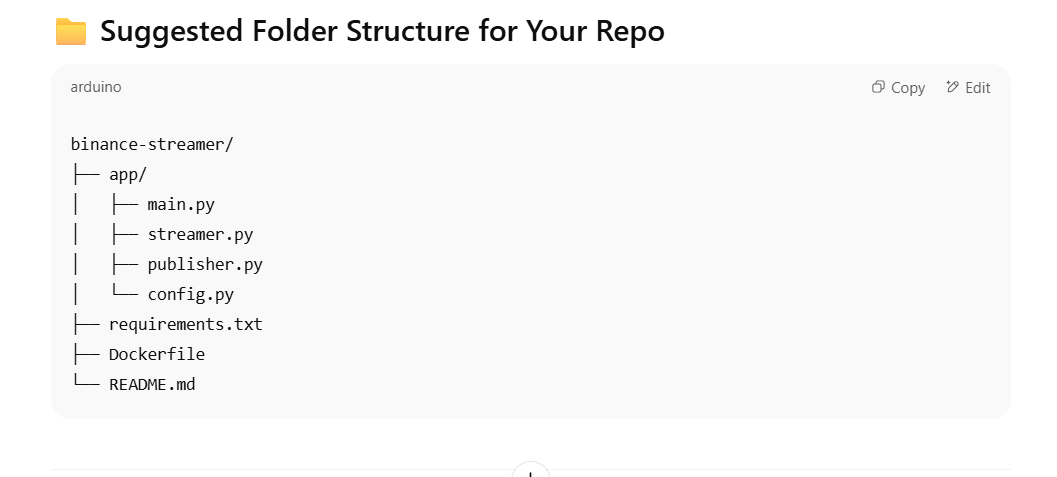 📁 Suggested Folder Structure for Your Repo
arduino
Copy
Edit
binance-streamer/
├── app/
│   ├── main.py
│   ├── streamer.py
│   ├── publisher.py
│   └── config.py
├── requirements.txt
├── Dockerfile
└── README.md